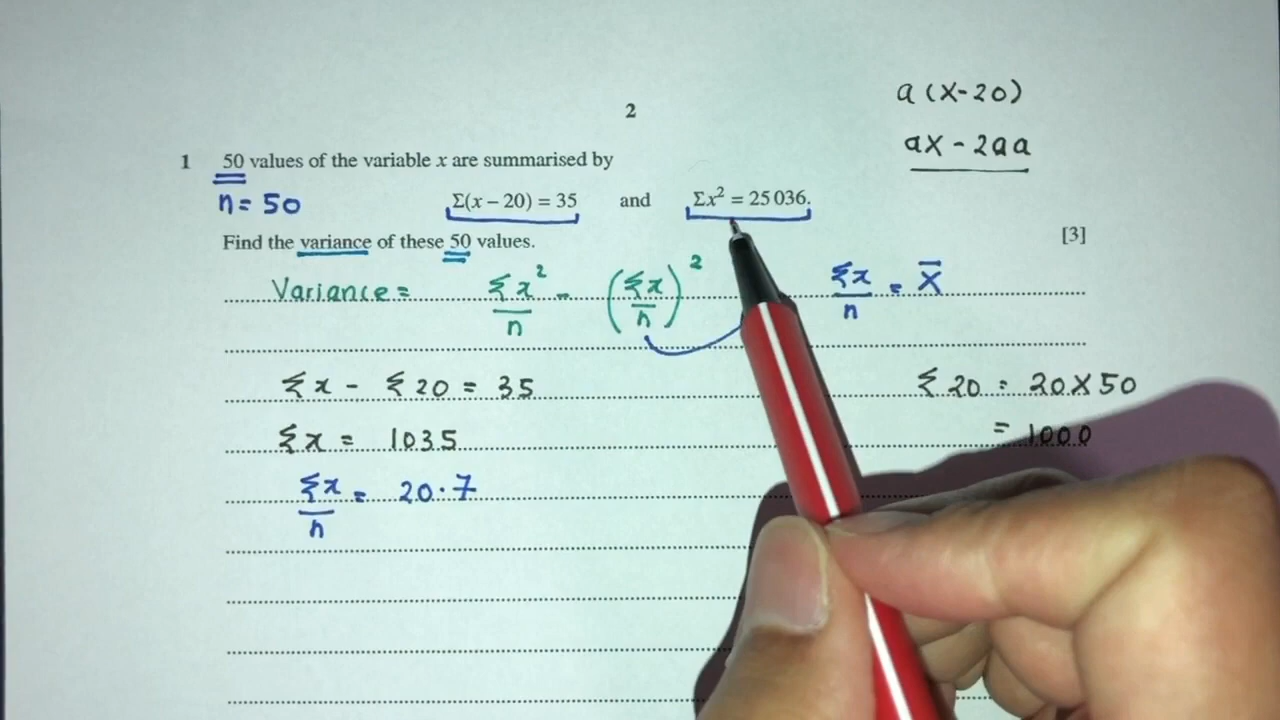 a (x-20)
2
ax - 20a
1 50 values of the variable x are summarised by
n = 50
Σ(x – 20) = 35 and Σx² = 25 036.
Find the variance of these 50 values. [3]
Variance = Σx²/n - (Σx/n)² Σx/n = x̄
Σx - Σ20 = 35 Σ20 = 20 X 50
Σx = 1035 = 1000
Σx/n = 20.7